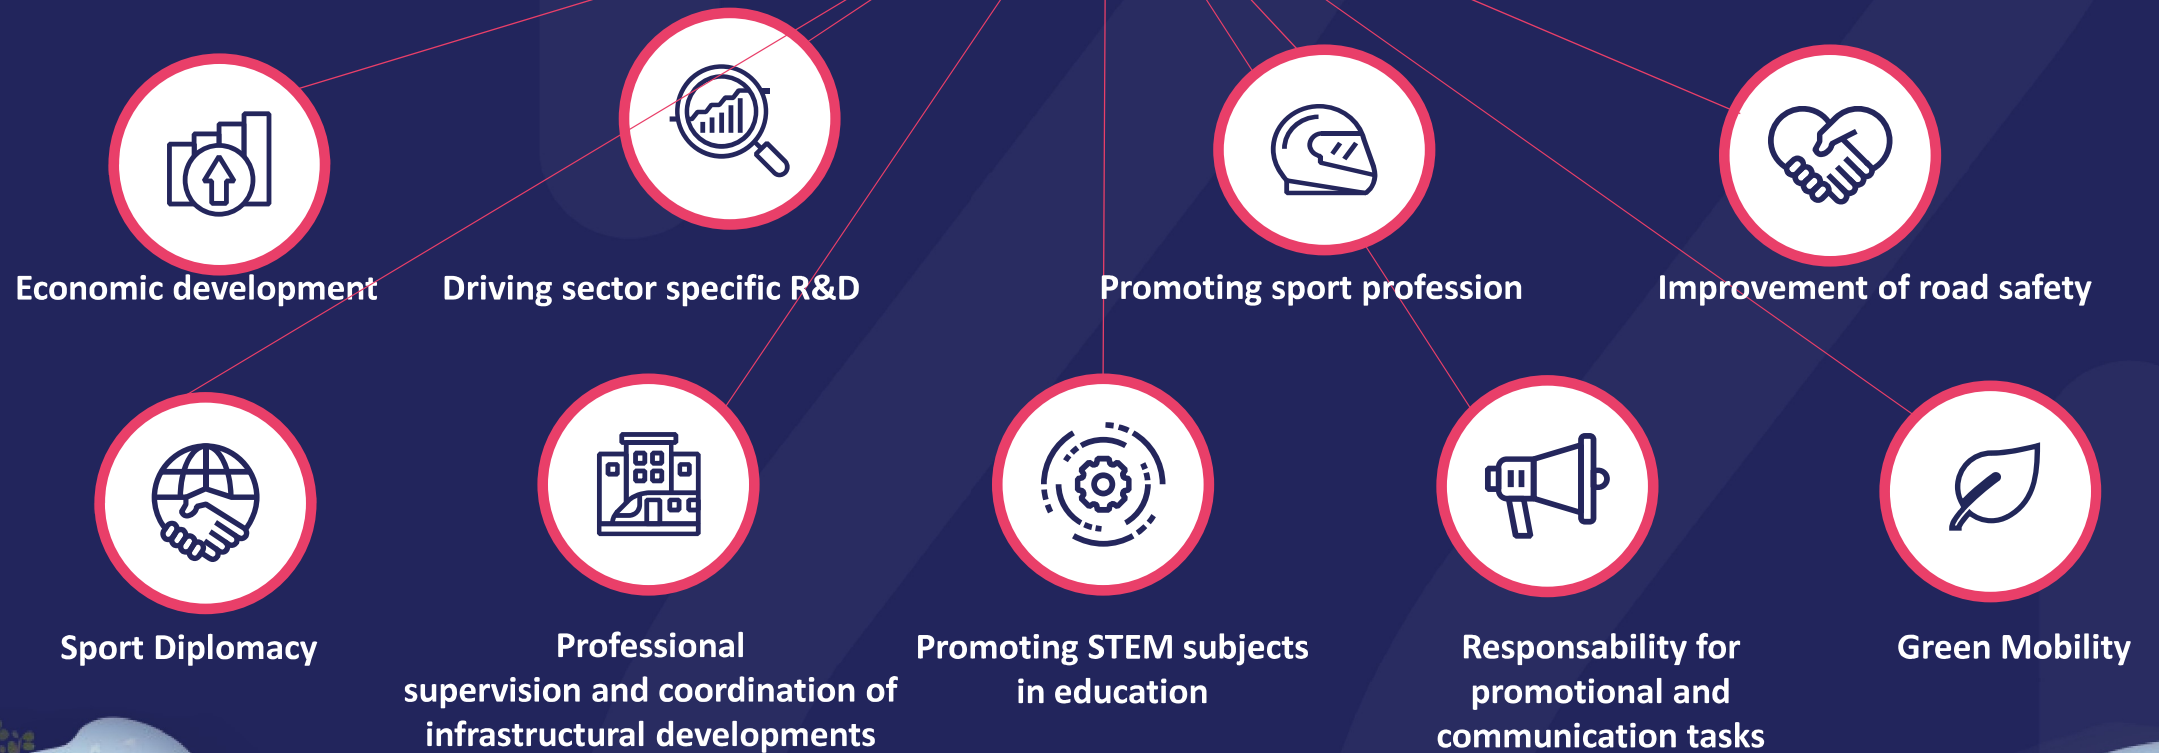 Economic development
Driving sector specific R&D
Promoting sport profession
Improvement of road safety
Sport Diplomacy
Professional
supervision and coordination of
infrastructural developments
Promoting STEM subjects
in education
Responsability for
promotional and
communication tasks
Green Mobility